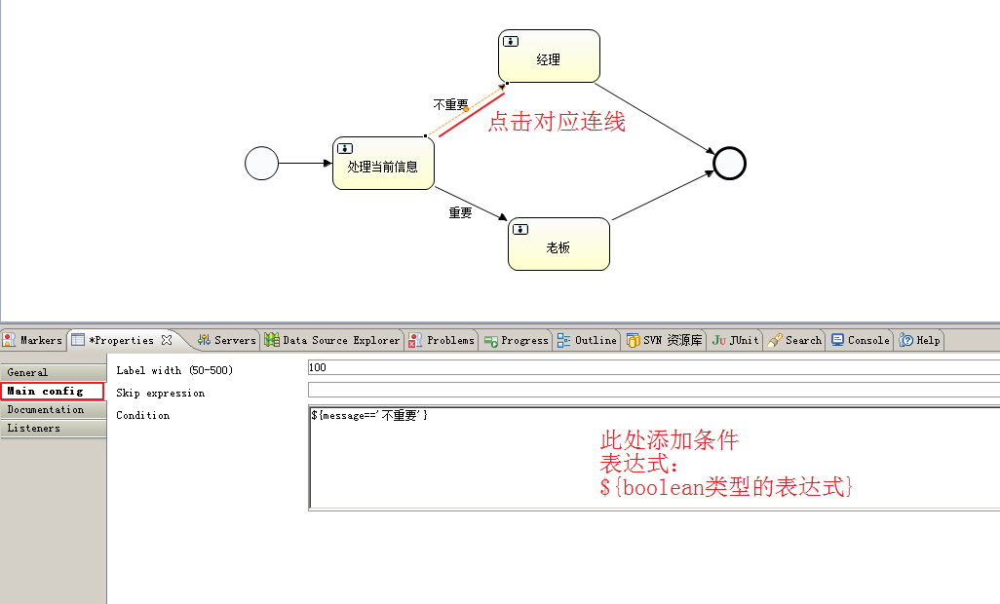 经理
不重要
点击对应连线
处理当前信息
重要
老板
Markers
*Properties
Servers
Data Source Explorer
Problems
Progress
Outline
SVN 资源库
JUnit
Search
Console
Help
General
Main config
Documentation
Listeners
Label width (50-500)
100
Skip expression
Condition
${message=='不重要'}
此处添加条件
表达式:
${boolean类型的表达式}